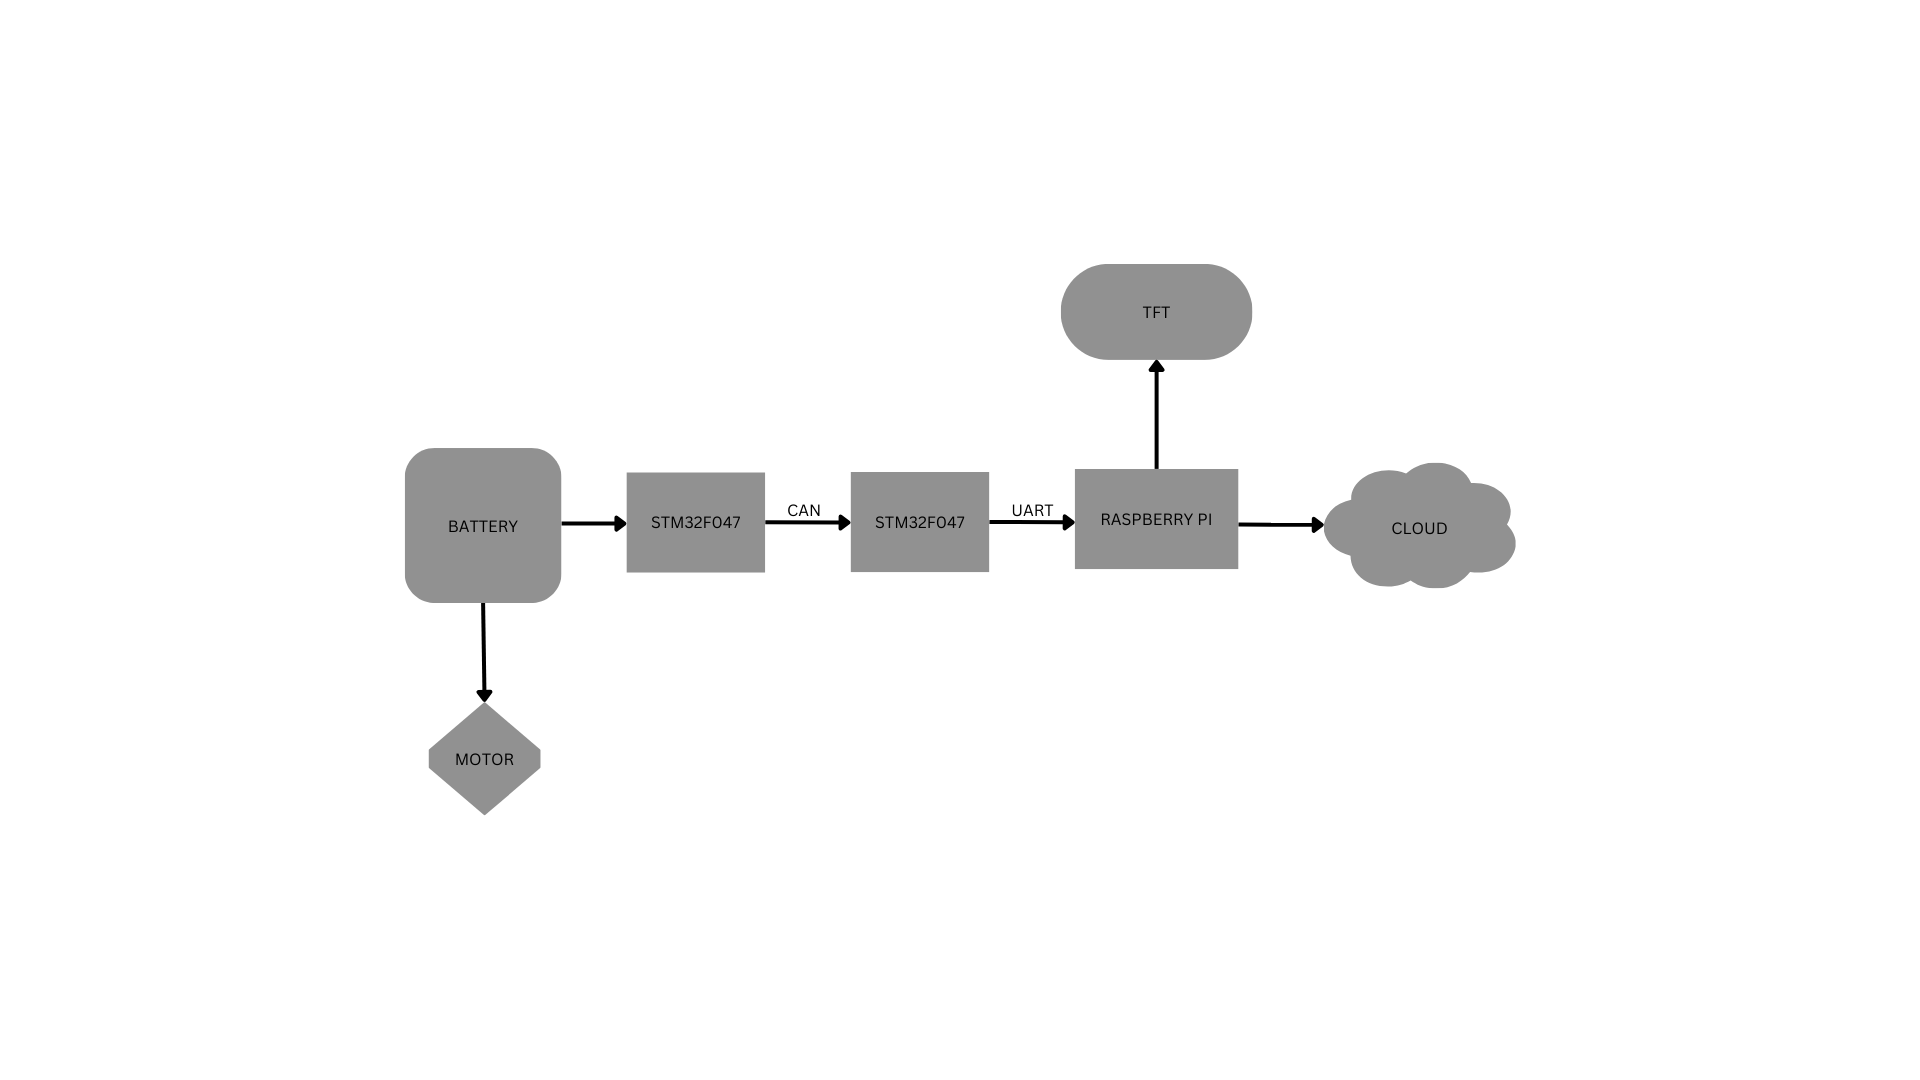 TFT
BATTERY
STM32F047
CAN
STM32F047
UART
RASPBERRY PI
CLOUD
MOTOR